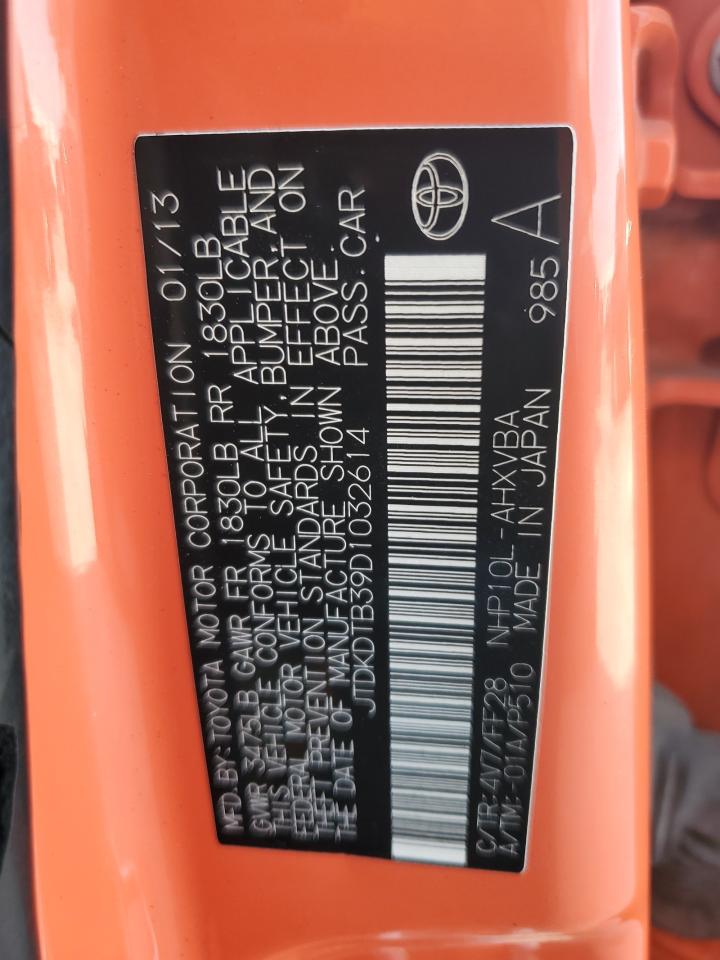 MFD.BY:TOYOTA MOTOR CORPORATION 01/13
GVWR 3475LB GAWR FR 1830LB RR 1830LB
THIS VEHICLE CONFORMS TO ALL APPLICABLE
FEDERAL MOTOR VEHICLE SAFETY,BUMPER,AND
THEFT PREVENTION STANDARDS IN EFFECT ON
THE DATE OF MANUFACTURE SHOWN ABOVE.
JTDKDTB39D1032614 PASS.CAR
C/TR:4V7/FF28 NHP10L-AHXVBA 985 A
A/TM:-01A/P510 MADE IN JAPAN